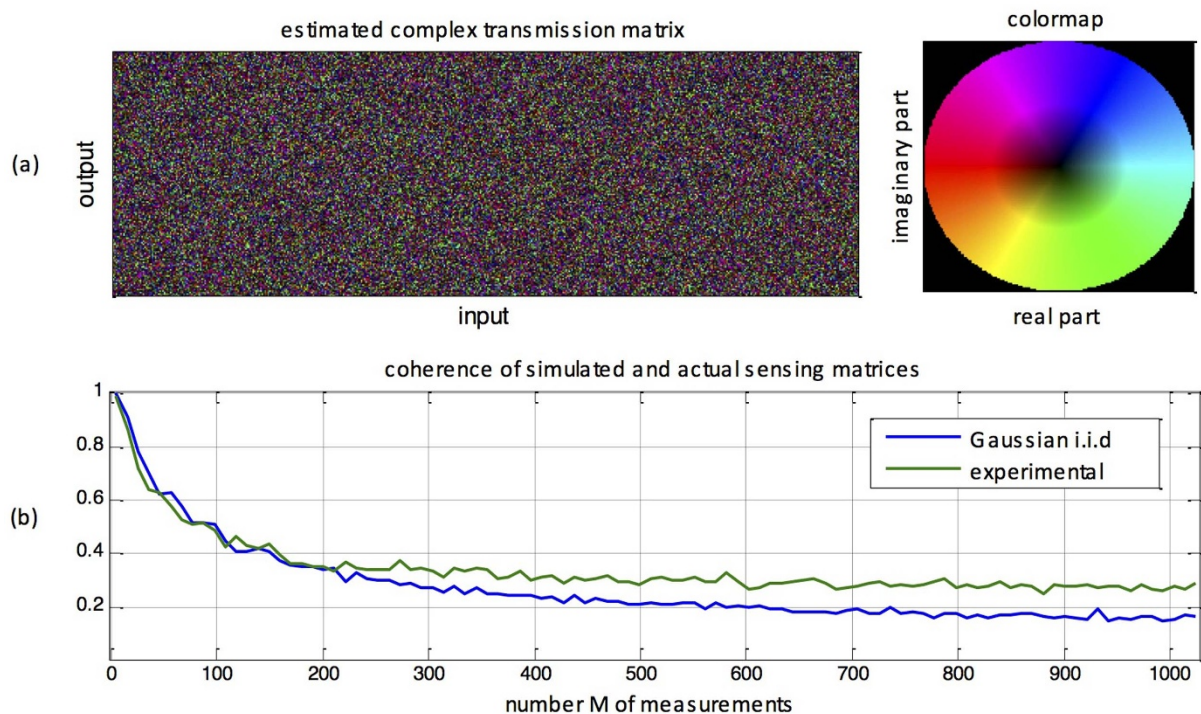 estimated complex transmission matrix
colormap
(a)
output
input
imaginary part
real part
coherence of simulated and actual sensing matrices
(b)
1
0.8
0.6
0.4
0.2
Gaussian i.i.d
experimental
0 100 200 300 400 500 600 700 800 900 1000
number M of measurements